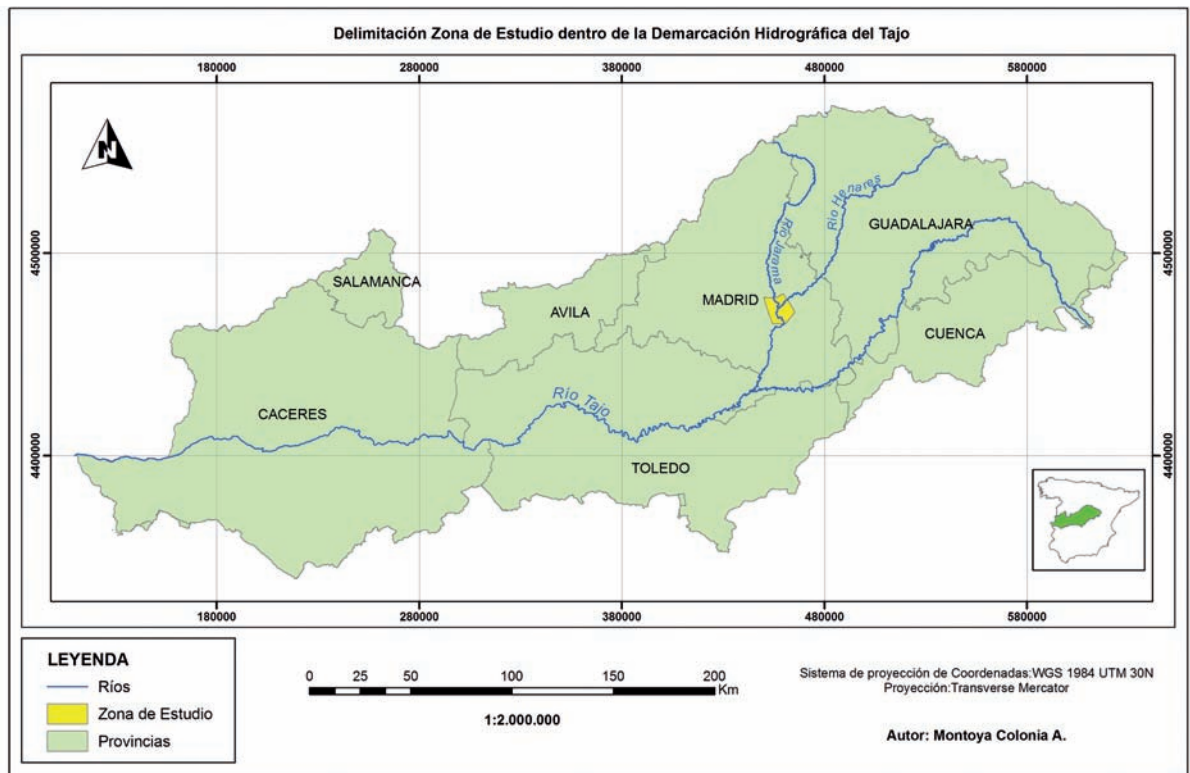 Delimitación Zona de Estudio dentro de la Demarcación Hidrográfica del Tajo
180000 280000 380000 480000 580000
4500000 4500000
4400000 4400000
N
Río Jarama
Río Henares
GUADALAJARA
SALAMANCA
MADRID
AVILA
CUENCA
Río Tajo
CACERES
TOLEDO
180000 280000 380000 480000 580000
LEYENDA
Ríos
Zona de Estudio
Provincias
0 25 50 100 150 200
Km
1:2.000.000
Sistema de proyección de Coordenadas:WGS 1984 UTM 30N
Proyección:Transverse Mercator
Autor: Montoya Colonia A.